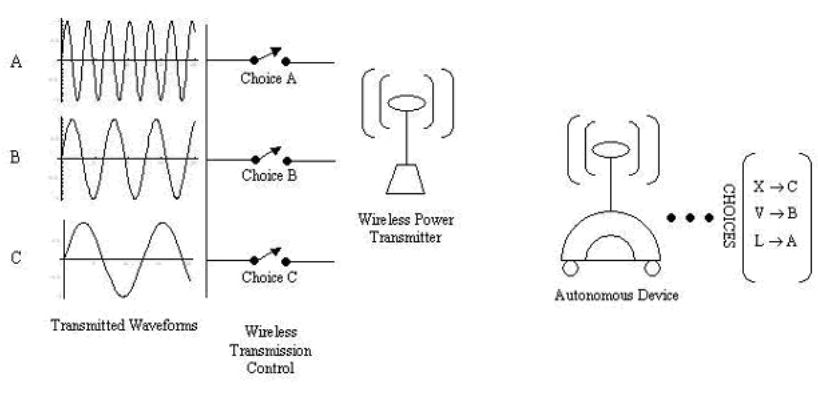 A
Choice A
B
Choice B
C
Choice C
Transmitted Waveforms
Wireless
Transmission
Control
Wireless Power
Transmitter
Autonomous Device
CHOICES
X → C
V → B
L → A